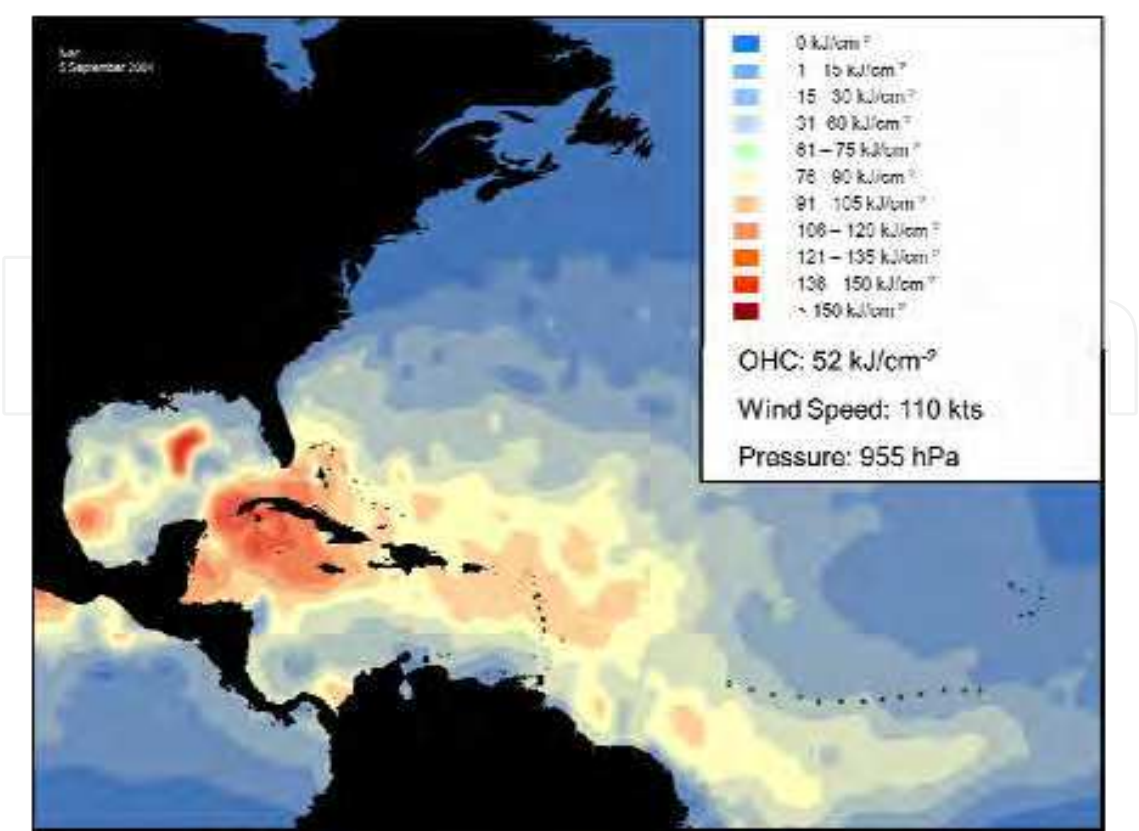 Ivan
5 September 2004
0 kJ/cm⁻²
1 15 kJ/cm⁻²
15 30 kJ/cm⁻²
31 60 kJ/cm⁻²
61 – 75 kJ/cm⁻²
76 90 kJ/cm⁻²
91 105 kJ/cm⁻²
106 – 120 kJ/cm⁻²
121 – 135 kJ/cm⁻²
136 150 kJ/cm⁻²
150 kJ/cm⁻²
OHC: 52 kJ/cm⁻²
Wind Speed: 110 kts
Pressure: 955 hPa